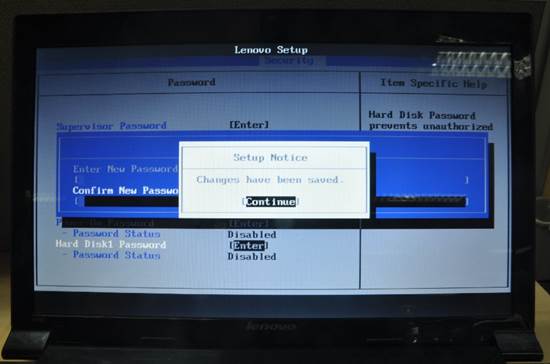 Lenovo Setup
Security
Password
Item Specific Help
Supervisor Password [Enter]
Hard Disk Password
prevents unauthorized
Enter New Password
[ ]
Confirm New Passwo
[ ]
Setup Notice
Changes have been saved.
[Continue]
[Enter]
- Password Status Disabled
Hard Disk1 Password [Enter]
- Password Status Disabled
lenovo